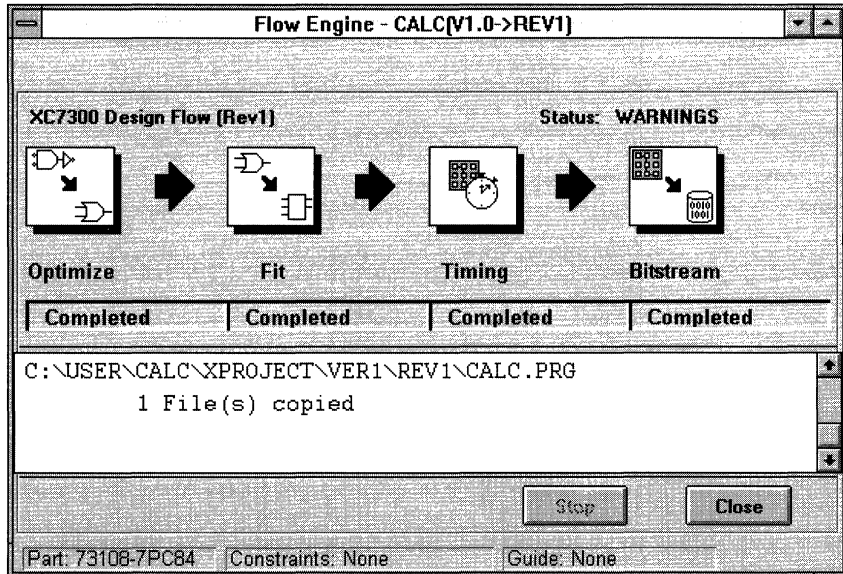 Flow Engine - CALC(V1.0->REV1)
XC7300 Design Flow (Rev1)
Status: WARNINGS
Optimize
Fit
Timing
Bitstream
0010
1001
Completed
Completed
Completed
Completed
C:\USER\CALC\XPROJECT\VER1\REV1\CALC.PRG
1 File(s) copied
Stop
Close
Part: 73108-7PC84
Constraints: None
Guide: None